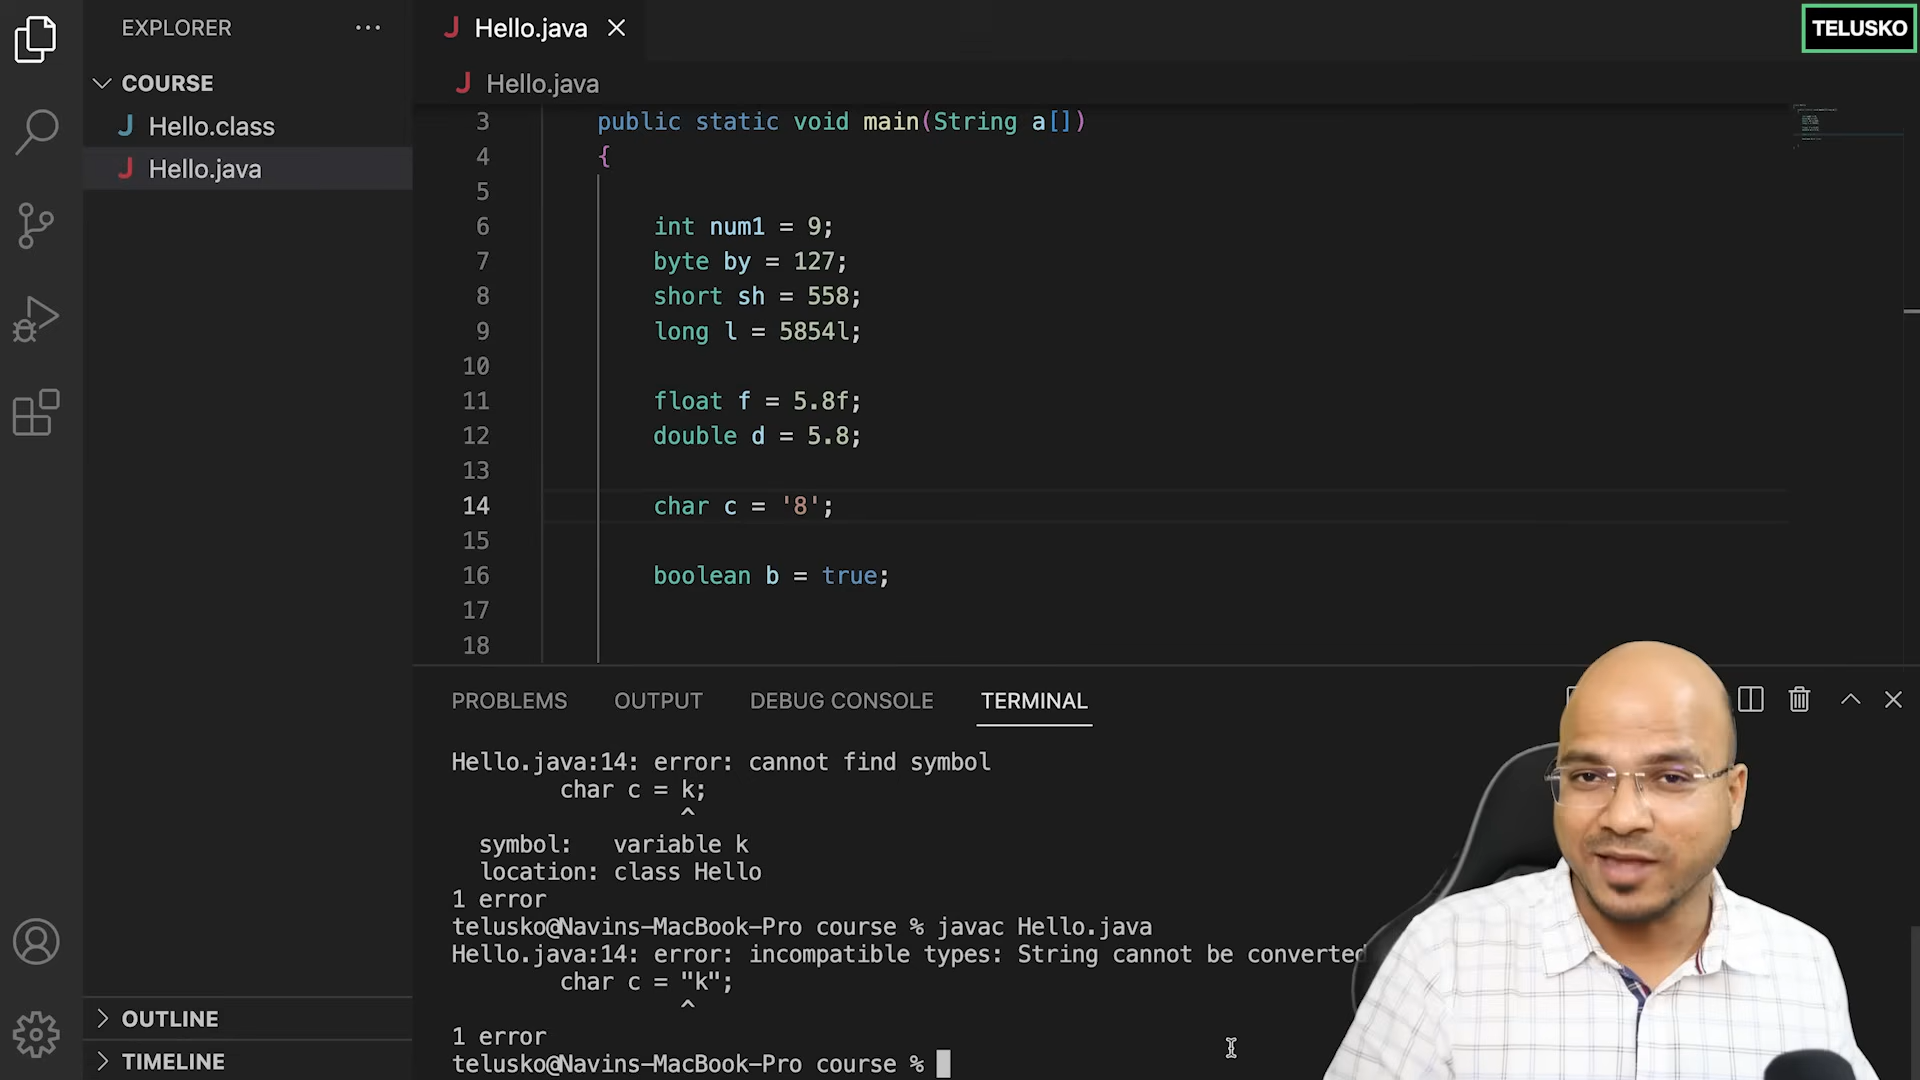 EXPLORER
COURSE
Hello.class
Hello.java
OUTLINE
TIMELINE
Hello.java
TELUSKO
Hello.java
3 public static void main(String a[])
4 {
5
6 int num1 = 9;
7 byte by = 127;
8 short sh = 558;
9 long l = 5854l;
10
11 float f = 5.8f;
12 double d = 5.8;
13
14 char c = '8';
15
16 boolean b = true;
17
18
PROBLEMS OUTPUT DEBUG CONSOLE TERMINAL
Hello.java:14: error: cannot find symbol
char c = k;
^
symbol: variable k
location: class Hello
1 error
telusko@Navins-MacBook-Pro course % javac Hello.java
Hello.java:14: error: incompatible types: String cannot be converted
char c = "k";
^
1 error
telusko@Navins-MacBook-Pro course %